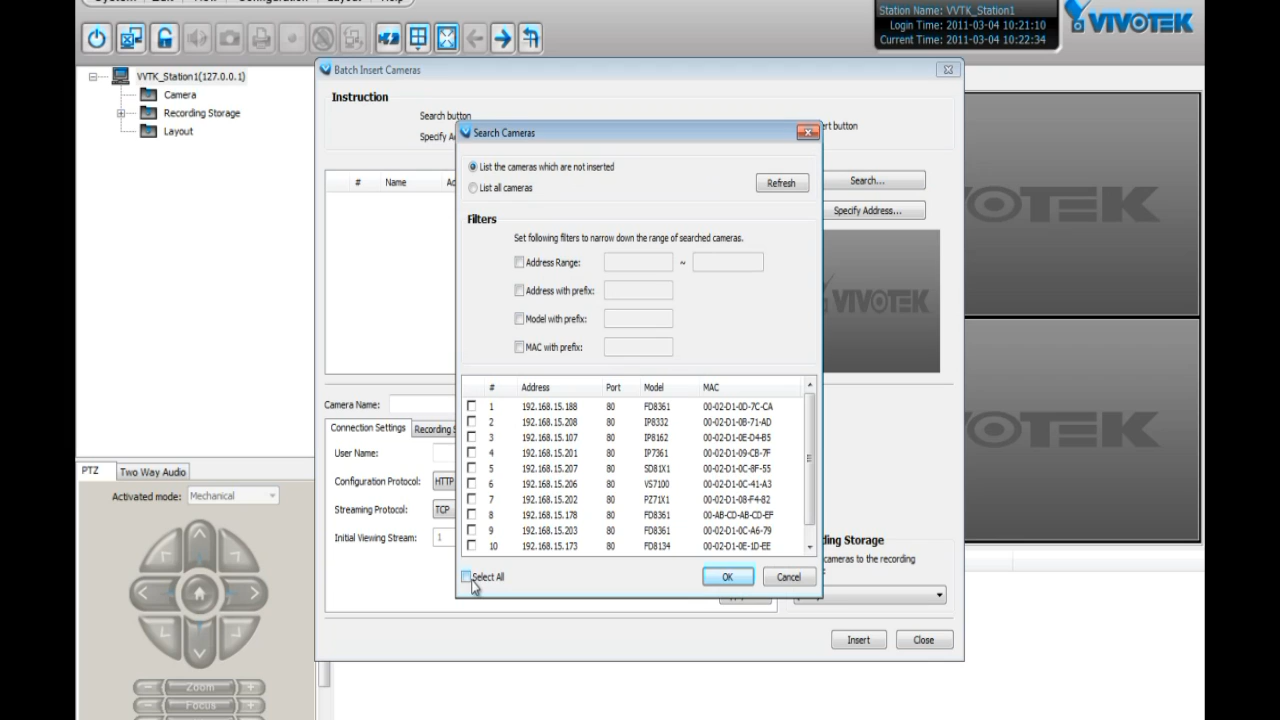 System Edit View Configuration Layout Help
Station Name: VVTK_Station1
Login Time: 2011-03-04 10:21:10
Current Time: 2011-03-04 10:22:34
VIVOTEK
VVTK_Station1(127.0.0.1)
Camera
Recording Storage
Layout
Batch Insert Cameras
Instruction
Search button
Specify
button
# Name
Search...
Specify Address...
VIVOTEK
Search Cameras
List the cameras which are not inserted
List all cameras
Refresh
Filters
Set following filters to narrow down the range of searched cameras.
Address Range: ~
Address with prefix:
Model with prefix:
MAC with prefix:
# Address Port Model MAC
1 192.168.15.188 80 FD8361 00-02-D1-0D-7C-CA
2 192.168.15.208 80 IP8332 00-02-D1-0B-71-AD
3 192.168.15.107 80 IP8162 00-02-D1-0E-D4-B5
4 192.168.15.201 80 IP7361 00-02-D1-09-CB-7F
5 192.168.15.207 80 SD81X1 00-02-D1-0C-8F-55
6 192.168.15.206 80 VS7100 00-02-D1-0C-41-A3
7 192.168.15.202 80 PZ71X1 00-02-D1-08-F4-82
8 192.168.15.178 80 FD8361 00-AB-CD-AB-CD-EF
9 192.168.15.203 80 FD8361 00-02-D1-0C-A6-79
10 192.168.15.173 80 FD8134 00-02-D1-0E-1D-EE
Select All
OK
Cancel
Camera Name:
Connection Settings Recording S
User Name:
Configuration Protocol: HTTP
Streaming Protocol: TCP
Initial Viewing Stream: 1
ding Storage
cameras to the recording
Insert
Close
PTZ Two Way Audio
Activated mode: Mechanical
Zoom
Focus
OTEK
OTEK